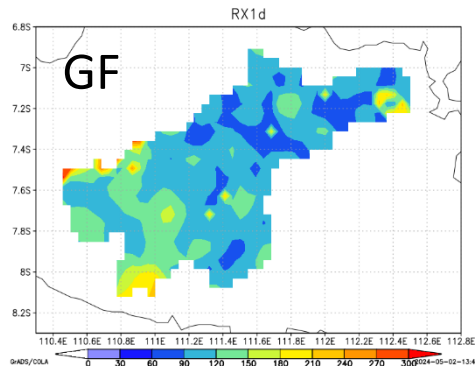 RX1d
GF
6.8S
7S
7.2S
7.4S
7.6S
7.8S
8S
8.2S
110.4E 110.6E 110.8E 111E 111.2E 111.4E 111.6E 111.8E 112E 112.2E 112.4E 112.6E 112.8E
GrADS/COLA 0 30 60 90 120 150 180 210 240 270 300 2024-05-02-13:4